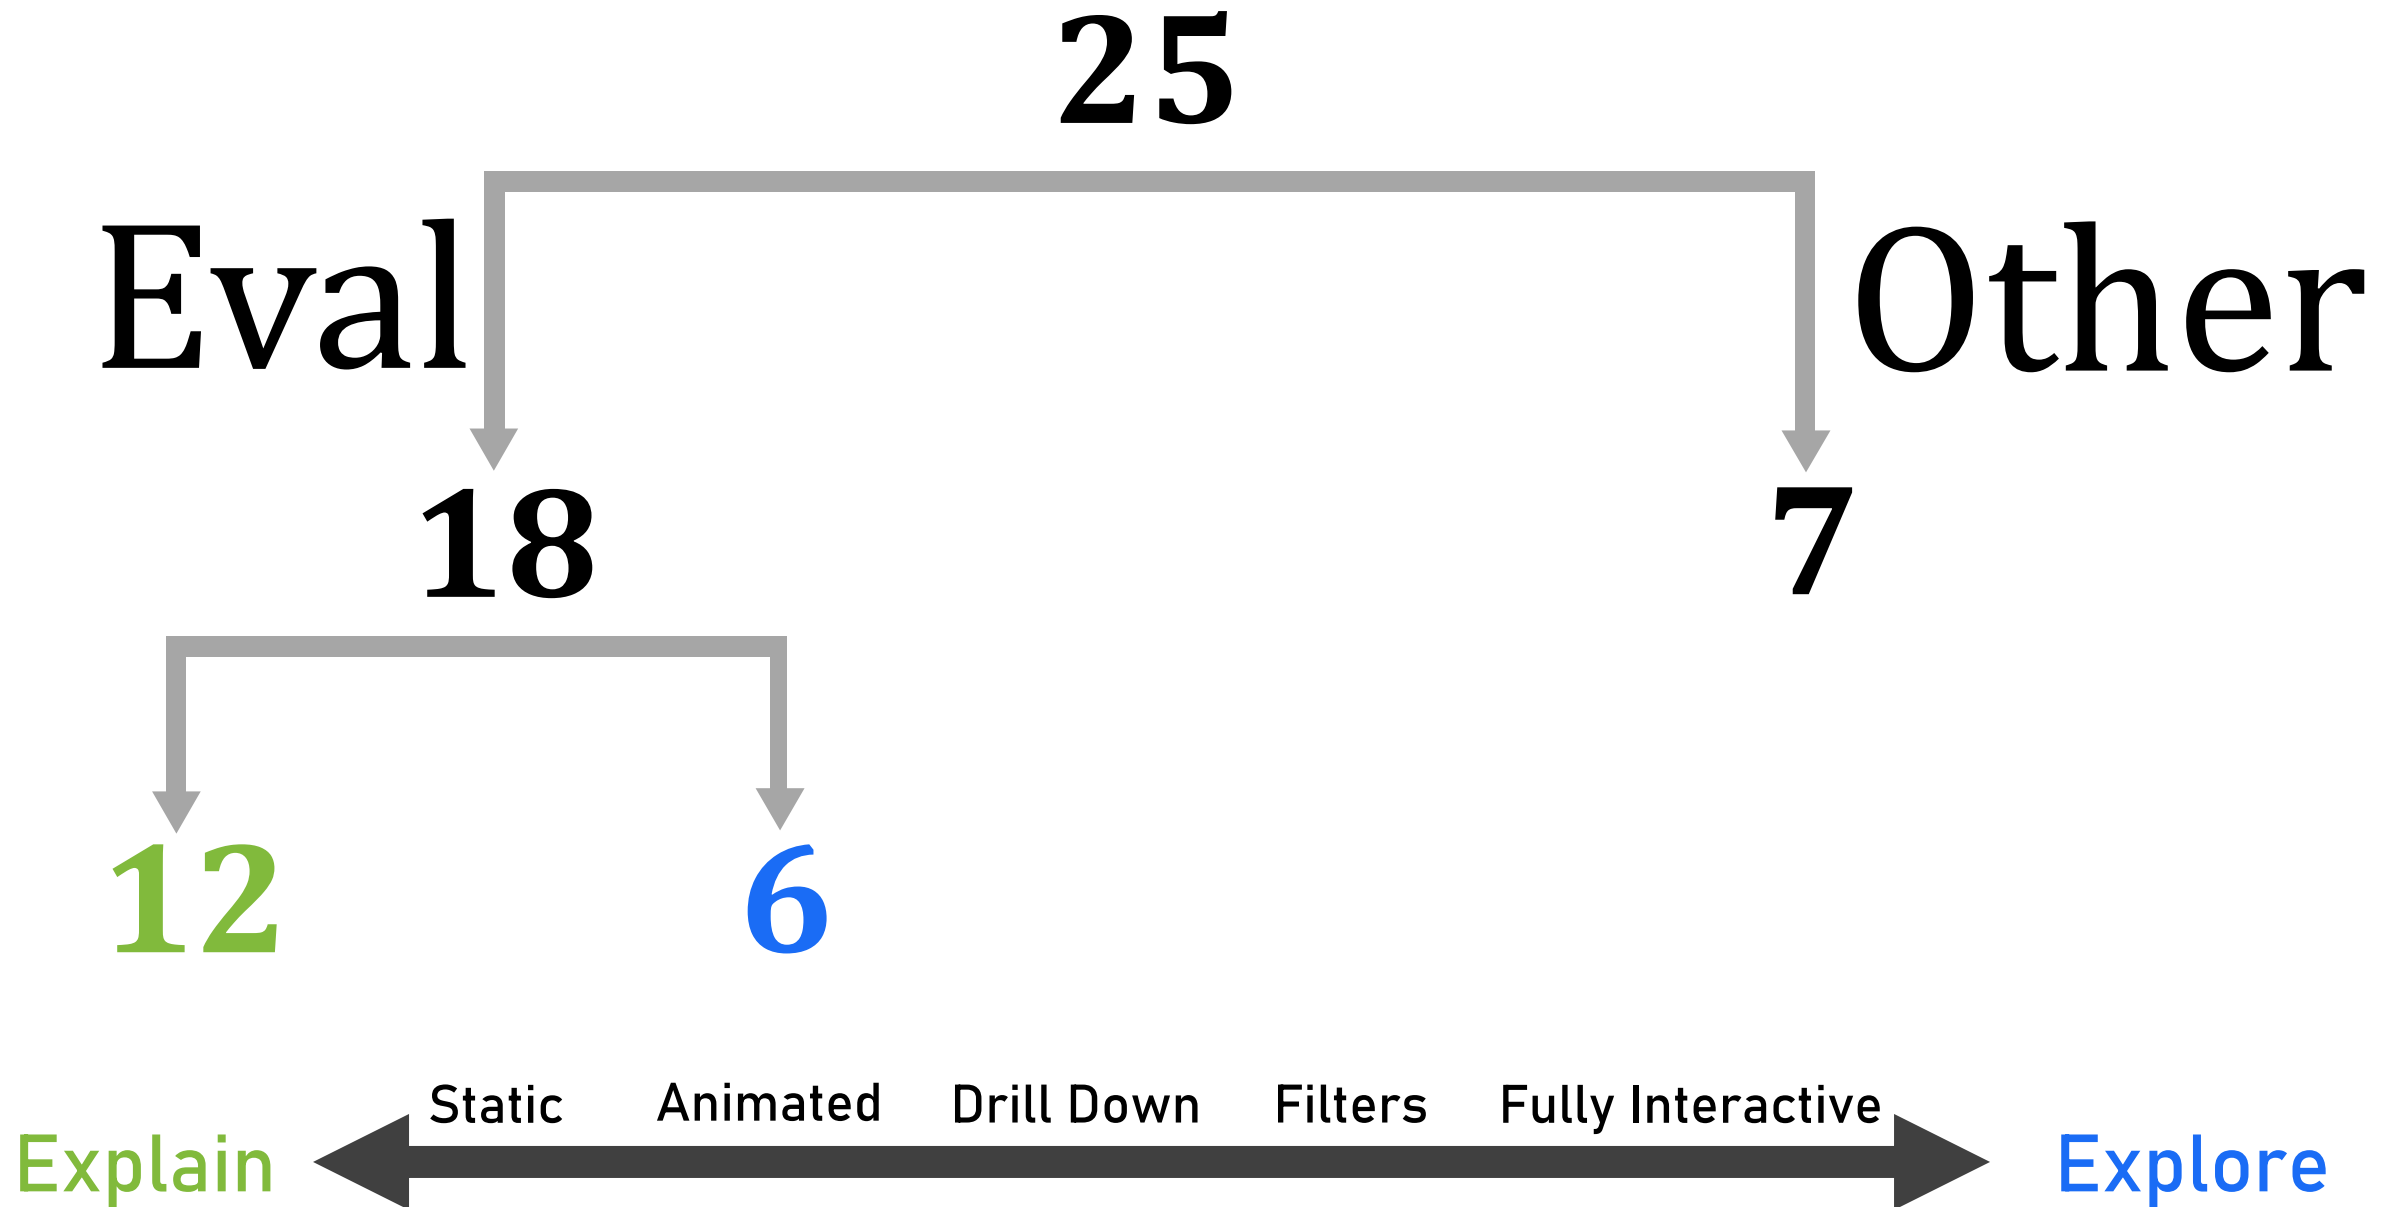 25
Eval Other
18 7
12 6
Static Animated Drill Down Filters Fully Interactive
Explain Explore